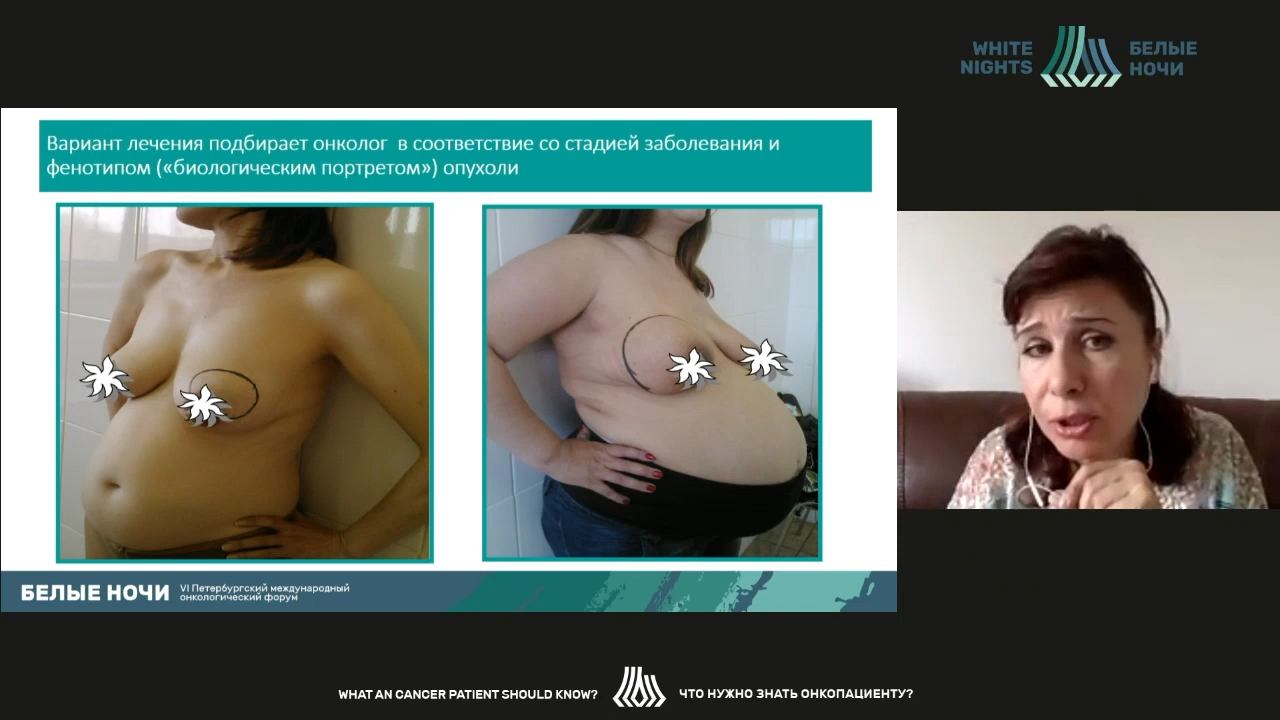 WHITE
NIGHTS
БЕЛЫЕ
НОЧИ
Вариант лечения подбирает онколог в соответствие со стадией заболевания и
фенотипом («биологическим портретом») опухоли
БЕЛЫЕ НОЧИ
VI Петербургский международный
онкологический форум
WHAT AN CANCER PATIENT SHOULD KNOW?
ЧТО НУЖНО ЗНАТЬ ОНКОПАЦИЕНТУ?